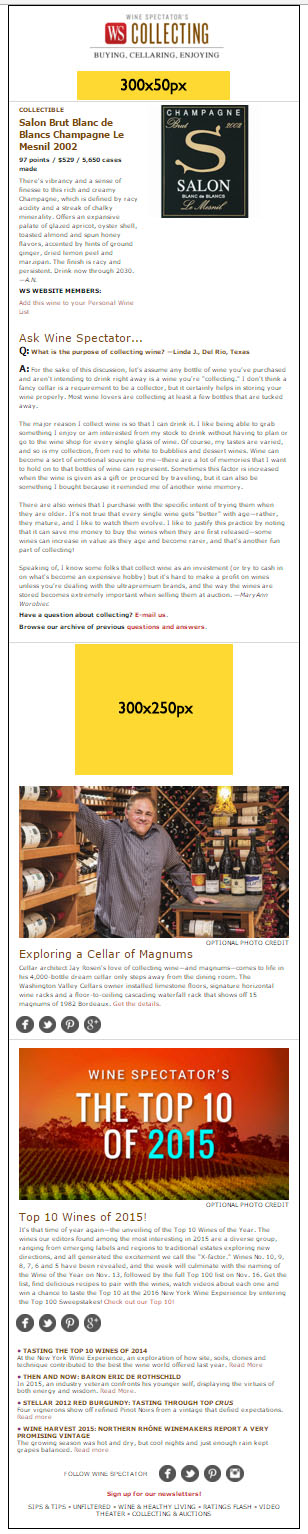 WINE SPECTATOR'S
WS COLLECTING
BUYING, CELLARING, ENJOYING
300x50px
COLLECTIBLE
Salon Brut Blanc de
Blancs Champagne Le
Mesnil 2002
97 points / $529 / 5,650 cases
made
There's vibrancy and a sense of
finesse to this rich and creamy
Champagne, which is defined by racy
acidity and a streak of chalky
minerality. Offers an expansive
palate of glazed apricot, oyster shell,
toasted almond and spun honey
flavors, accented by hints of ground
ginger, dried lemon peel and
marzipan. The finish is racy and
persistent. Drink now through 2030.
—A.N.
WS WEBSITE MEMBERS:
Add this wine to your Personal Wine
List
CHAMPAGNE
Brut 2002
S
SALON
BLANC de BLANCS
Le Mesnil
Ask Wine Spectator...
Q: What is the purpose of collecting wine? —Linda J., Del Rio, Texas
A: For the sake of this discussion, let's assume any bottle of wine you've purchased
and aren't intending to drink right away is a wine you're "collecting." I don't think a
fancy cellar is a requirement to be a collector, but it certainly helps in storing your
wine properly. Most wine lovers are collecting at least a few bottles that are tucked
away.
The major reason I collect wine is so that I can drink it. I like being able to grab
something I enjoy or am interested from my stock to drink without having to plan or
go to the wine shop for every single glass of wine. Of course, my tastes are varied,
and so is my collection, from red to white to bubblies and dessert wines. Wine can
become a sort of emotional souvenir to me—there are a lot of memories that I want
to hold on to that bottles of wine can represent. Sometimes this factor is increased
when the wine is given as a gift or procured by traveling, but it can also be
something I bought because it reminded me of another wine memory.
There are also wines that I purchase with the specific intent of trying them when
they are older. It's not true that every single wine gets "better" with age—rather,
they mature, and I like to watch them evolve. I like to justify this practice by noting
that it can save me money to buy the wines when they are first released—some
wines can increase in value as they age and become rarer, and that's another fun
part of collecting!
Speaking of, I know some folks that collect wine as an investment (or try to cash in
on what's become an expensive hobby) but it's hard to make a profit on wines
unless you're dealing with the ultrapremium brands, and the way the wines are
stored becomes extremely important when selling them at auction. —MaryAnn
Worobiec
Have a question about collecting? E-mail us.
Browse our archive of previous questions and answers.
300x250px
OPTIONAL PHOTO CREDIT
Exploring a Cellar of Magnums
Cellar architect Jay Rosen's love of collecting wine—and magnums—comes to life in
his 4,000-bottle dream cellar only steps away from the dining room. The
Washington Valley Cellars owner installed limestone floors, signature horizontal
wine racks and a floor-to-ceiling cascading waterfall rack that shows off 15
magnums of 1982 Bordeaux. Get the details.
WINE SPECTATOR'S
THE TOP 10
OF 2015
OPTIONAL PHOTO CREDIT
Top 10 Wines of 2015!
It's that time of year again—the unveiling of the Top 10 Wines of the Year. The
wines our editors found among the most interesting in 2015 are a diverse group,
ranging from emerging labels and regions to traditional estates exploring new
directions, and all generated the excitement we call the "X-factor." Wines No. 10, 9,
8, 7, 6 and 5 have been revealed, and the week will culminate with the naming of
the Wine of the Year on Nov. 13, followed by the full Top 100 list on Nov. 16. Get the
list, find delicious recipes to pair with the wines, watch videos about each one and
win a chance to taste the Top 10 at the 2016 New York Wine Experience by entering
the Top 100 Sweepstakes! Check out our Top 10!
• TASTING THE TOP 10 WINES OF 2014
At the New York Wine Experience, an exploration of how site, soils, clones and
technique contributed to the best the wine world offered last year. Read More
• THEN AND NOW: BARON ERIC DE ROTHSCHILD
In 2015, an industry veteran confronts his younger self, displaying the virtues of
both energy and wisdom. Read More.
• STELLAR 2012 RED BURGUNDY: TASTING THROUGH TOP CRUS
Four vignerons show off refined Pinot Noirs from a vintage that defied expectations.
Read more
• WINE HARVEST 2015: NORTHERN RHÔNE WINEMAKERS REPORT A VERY
PROMISING VINTAGE
The growing season was hot and dry, but cool nights and just enough rain kept
grapes balanced. Read more
FOLLOW WINE SPECTATOR
Sign up for our newsletters!
SIPS & TIPS • UNFILTERED • WINE & HEALTHY LIVING • RATINGS FLASH • VIDEO
THEATER • COLLECTING & AUCTIONS